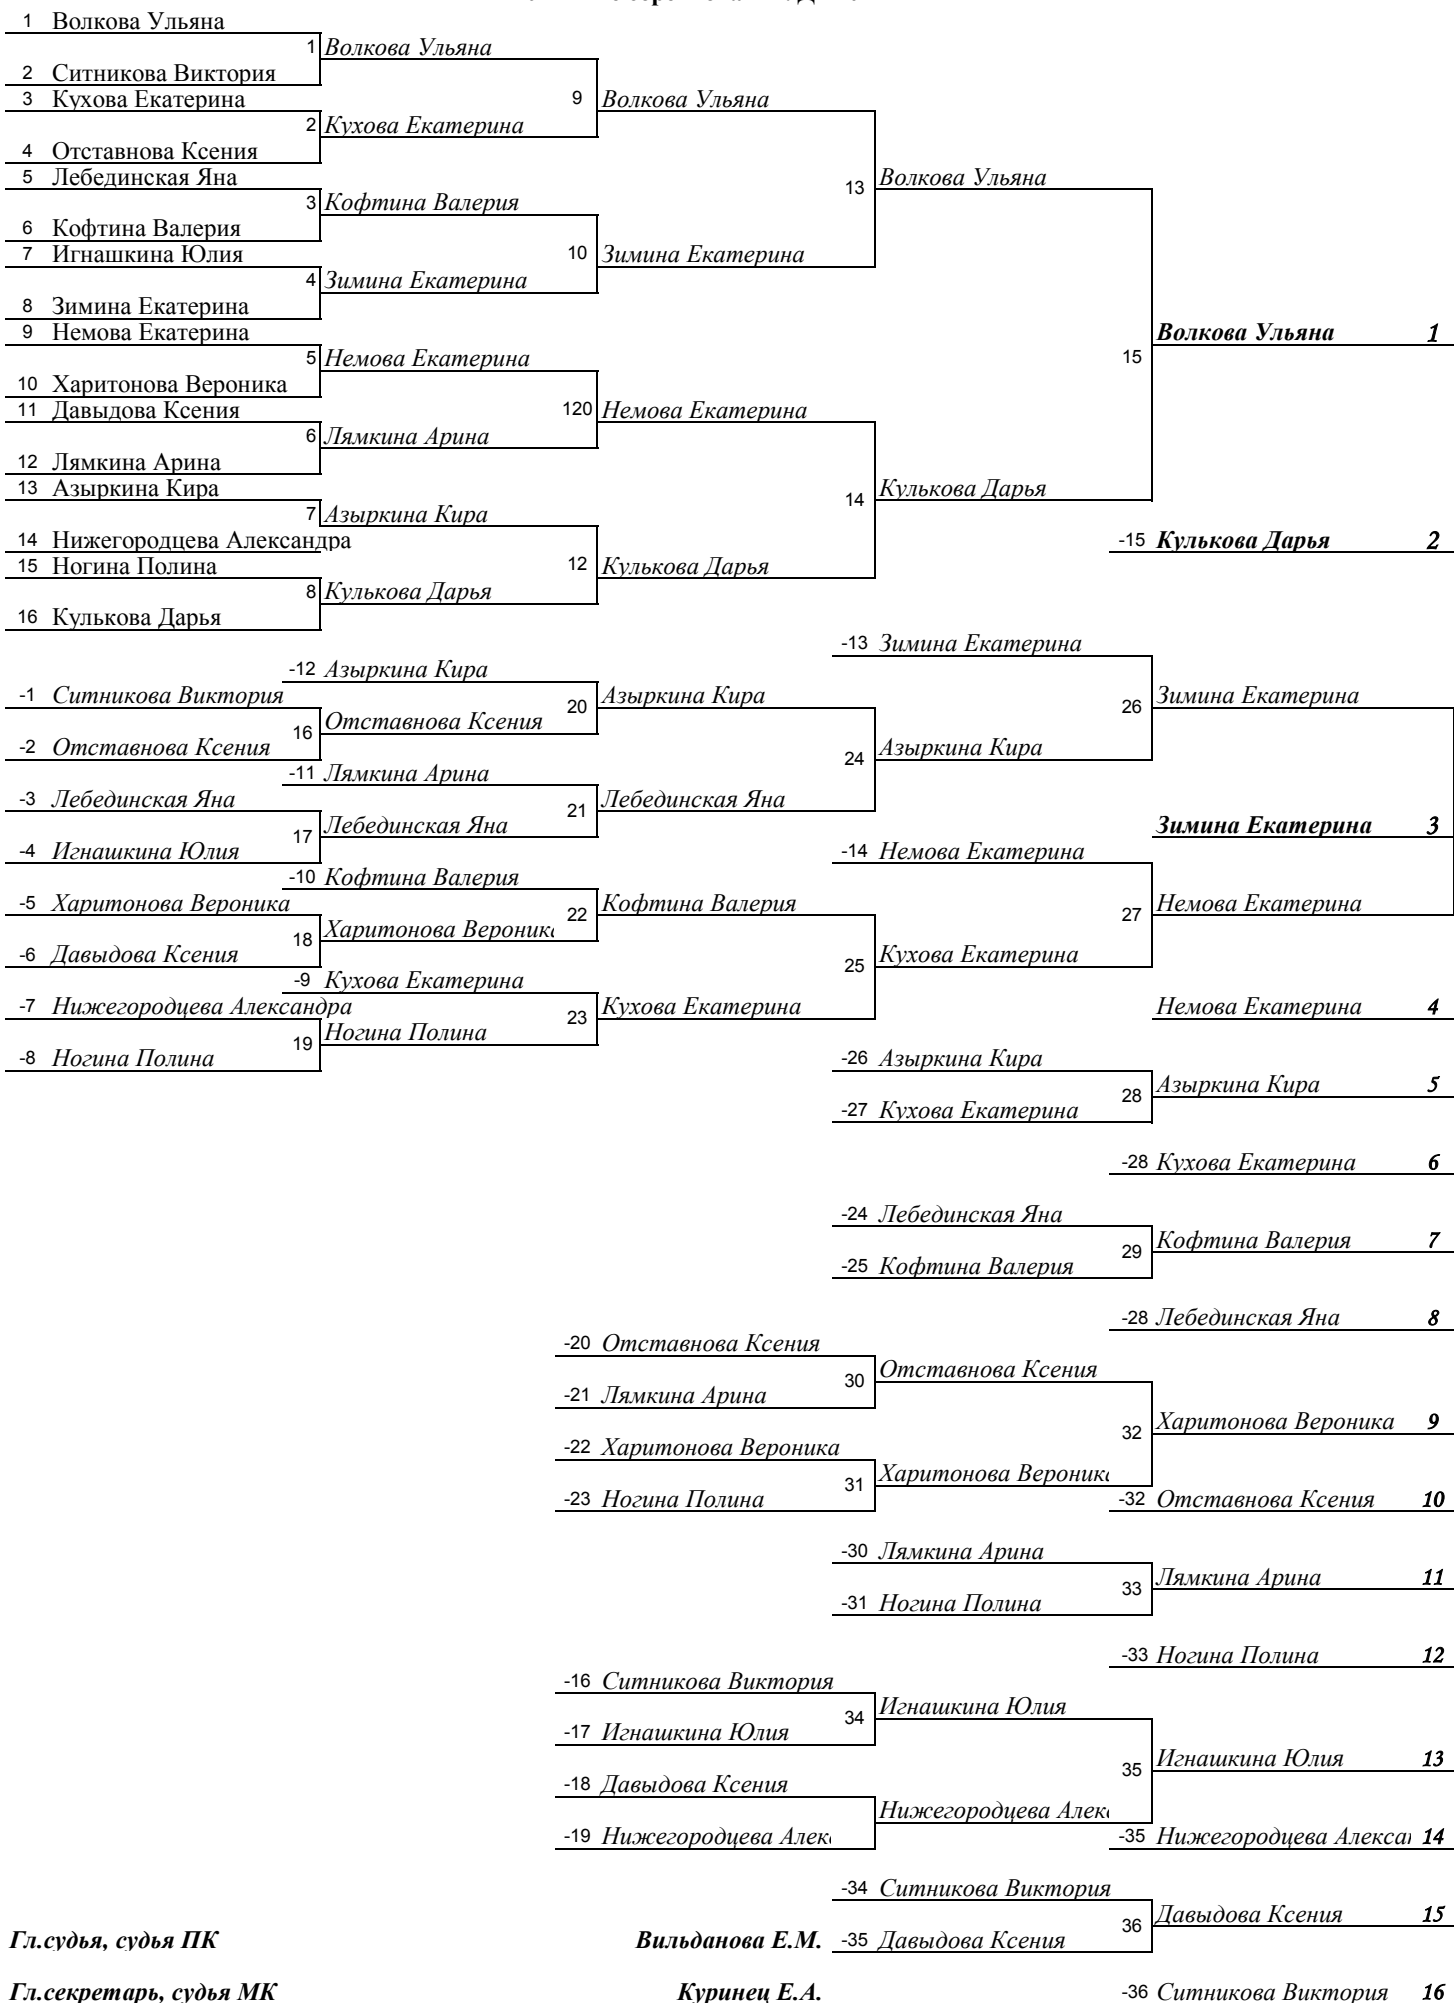 1 Волкова Ульяна
1 Волкова Ульяна
2 Ситникова Виктория
3 Кухова Екатерина 9 Волкова Ульяна
2 Кухова Екатерина
4 Отставнова Ксения
5 Лебединская Яна 13 Волкова Ульяна
3 Кофтина Валерия
6 Кофтина Валерия
7 Игнашкина Юлия 10 Зимина Екатерина
4 Зимина Екатерина
8 Зимина Екатерина
9 Немова Екатерина Волкова Ульяна 1
5 Немова Екатерина 15
10 Харитонова Вероника
11 Давыдова Ксения 120 Немова Екатерина
6 Лямкина Арина
12 Лямкина Арина
13 Азыркина Кира 14 Кулькова Дарья
7 Азыркина Кира
14 Нижегородцева Александра -15 Кулькова Дарья 2
15 Ногина Полина 12 Кулькова Дарья
8 Кулькова Дарья
16 Кулькова Дарья
-13 Зимина Екатерина
-12 Азыркина Кира
-1 Ситникова Виктория 20 Азыркина Кира 26 Зимина Екатерина
16 Отставнова Ксения
-2 Отставнова Ксения 24 Азыркина Кира
-11 Лямкина Арина
-3 Лебединская Яна 21 Лебединская Яна
17 Лебединская Яна Зимина Екатерина 3
-4 Игнашкина Юлия -14 Немова Екатерина
-10 Кофтина Валерия
-5 Харитонова Вероника 22 Кофтина Валерия 27 Немова Екатерина
18 Харитонова Вероник
-6 Давыдова Ксения 25 Кухова Екатерина
-9 Кухова Екатерина
-7 Нижегородцева Александра 23 Кухова Екатерина Немова Екатерина 4
19 Ногина Полина
-8 Ногина Полина -26 Азыркина Кира
28 Азыркина Кира 5
-27 Кухова Екатерина
-28 Кухова Екатерина 6
-24 Лебединская Яна
29 Кофтина Валерия 7
-25 Кофтина Валерия
-28 Лебединская Яна 8
-20 Отставнова Ксения
30 Отставнова Ксения
-21 Лямкина Арина
32 Харитонова Вероника 9
-22 Харитонова Вероника
31 Харитонова Вероник
-23 Ногина Полина -32 Отставнова Ксения 10
-30 Лямкина Арина
33 Лямкина Арина 11
-31 Ногина Полина
-33 Ногина Полина 12
-16 Ситникова Виктория
34 Игнашкина Юлия
-17 Игнашкина Юлия
35 Игнашкина Юлия 13
-18 Давыдова Ксения
Нижегородцева Алек
-19 Нижегородцева Алек -35 Нижегородцева Алекса 14
-34 Ситникова Виктория
36 Давыдова Ксения 15
Гл.судья, судья ПК Вильданова Е.М. -35 Давыдова Ксения
Гл.секретарь, судья МК Куринец Е.А. -36 Ситникова Виктория 16